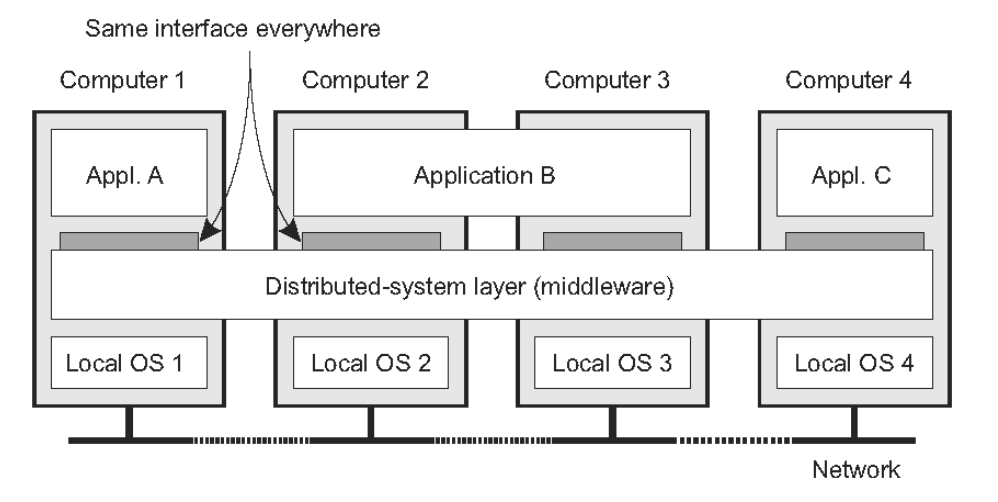 Same interface everywhere
Computer 1
Computer 2
Computer 3
Computer 4
Appl. A
Application B
Appl. C
Distributed-system layer (middleware)
Local OS 1
Local OS 2
Local OS 3
Local OS 4
Network